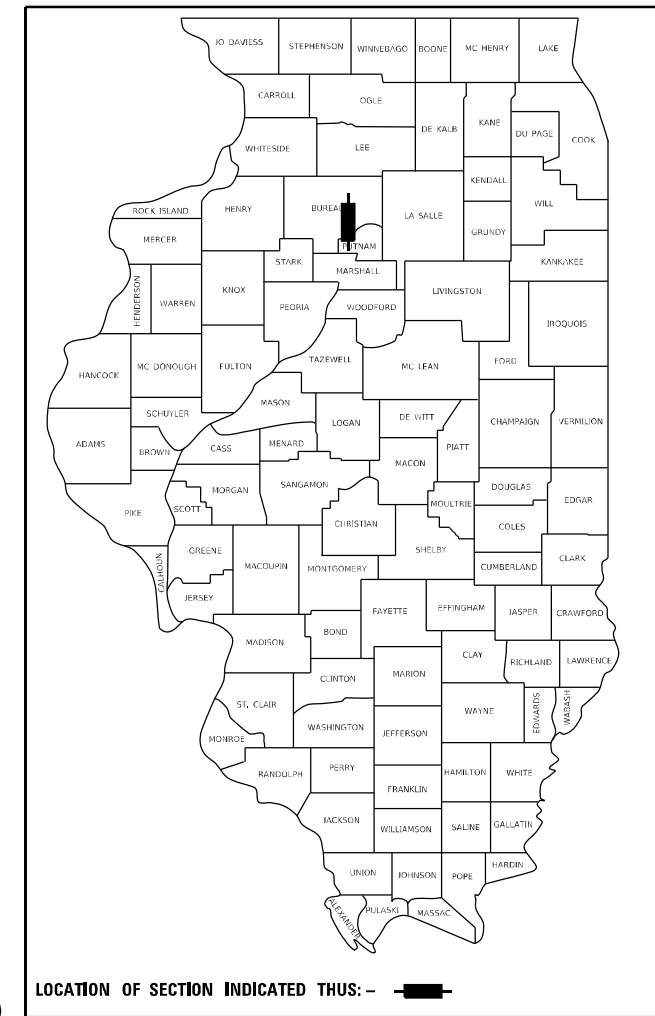 JO DAVIESS STEPHENSON WINNEBAGO BOONE MC HENRY LAKE
CARROLL OGLE DE KALB KANE DU PAGE COOK
WHITESIDE LEE KENDALL WILL
ROCK ISLAND HENRY BUREAU LA SALLE GRUNDY
MERCER STARK PUTNAM KANKAKEE
HENDERSON WARREN KNOX MARSHALL LIVINGSTON
PEORIA WOODFORD IROQUOIS
HANCOCK MC DONOUGH FULTON TAZEWELL MC LEAN FORD
SCHUYLER MASON LOGAN DE WITT CHAMPAIGN VERMILION
ADAMS BROWN CASS MENARD MACON PIATT
PIKE SCOTT MORGAN SANGAMON MOULTRIE DOUGLAS EDGAR
CHRISTIAN COLES
CALHOUN GREENE MACOUPIN MONTGOMERY SHELBY CUMBERLAND CLARK
JERSEY FAYETTE EFFINGHAM JASPER CRAWFORD
MADISON BOND CLAY RICHLAND LAWRENCE
CLINTON MARION
ST. CLAIR WASHINGTON JEFFERSON WAYNE EDWARDS WABASH
MONROE
RANDOLPH PERRY FRANKLIN HAMILTON WHITE
JACKSON WILLIAMSON SALINE GALLATIN
UNION JOHNSON POPE HARDIN
ALEXANDER PULASKI MASSAC
LOCATION OF SECTION INDICATED THUS: –